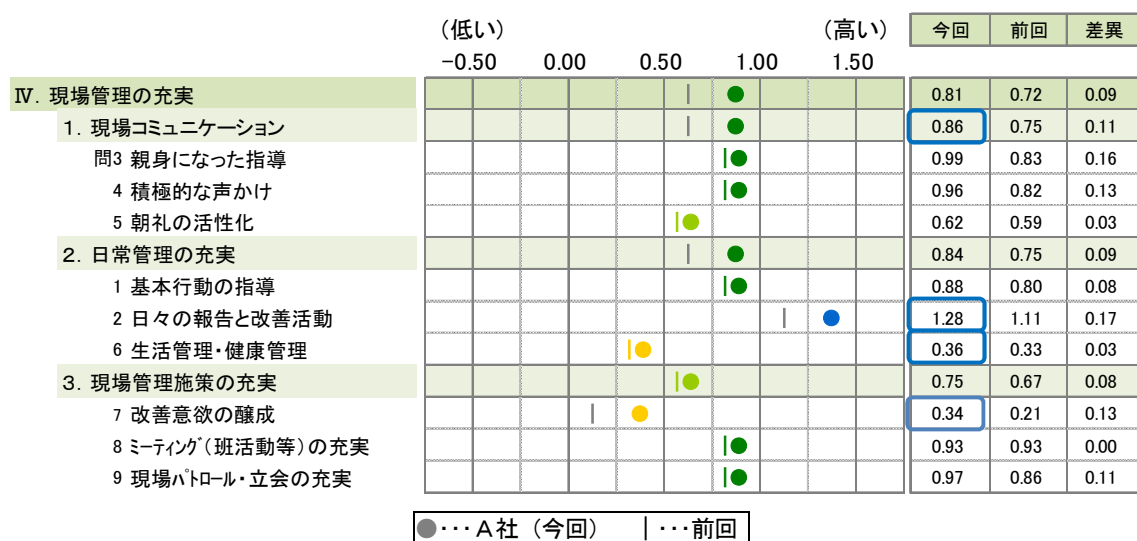 (低い) (高い) 今回 前回 差異
-0.50 0.00 0.50 1.00 1.50
Ⅳ. 現場管理の充実 0.81 0.72 0.09
1. 現場コミュニケーション 0.86 0.75 0.11
問3 親身になった指導 0.99 0.83 0.16
4 積極的な声かけ 0.96 0.82 0.13
5 朝礼の活性化 0.62 0.59 0.03
2. 日常管理の充実 0.84 0.75 0.09
1 基本行動の指導 0.88 0.80 0.08
2 日々の報告と改善活動 1.28 1.11 0.17
6 生活管理・健康管理 0.36 0.33 0.03
3. 現場管理施策の充実 0.75 0.67 0.08
7 改善意欲の醸成 0.34 0.21 0.13
8 ミーティング(班活動等)の充実 0.93 0.93 0.00
9 現場パトロール・立会の充実 0.97 0.86 0.11
●・・・A社 (今回) |・・・前回